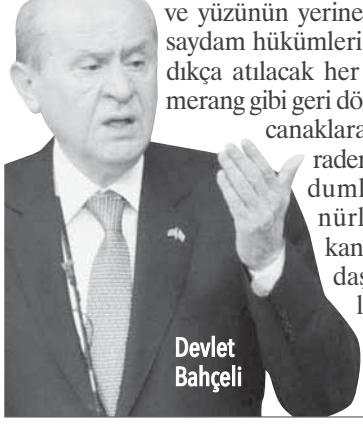 ve yüzünün yerine
saydam hükümleri
dıkça atılacak her
merang gibi geri dö
canaklara
rader
duml
nürl
kan
daş
l
Devlet
Bahçeli